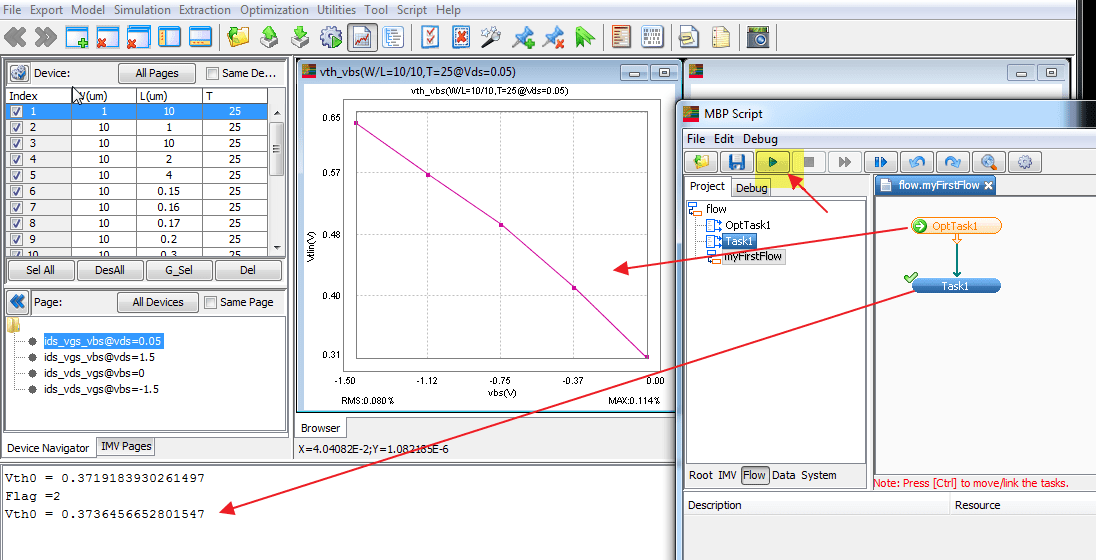 File Export Model Simulation Extraction Optimization Utilities Tool Script Help
Device: All Pages Same De...
Index W(um) L(um) T
1 1 10 25
2 10 1 25
3 10 10 25
4 10 2 25
5 10 4 25
6 10 0.15 25
7 10 0.16 25
8 10 0.17 25
9 10 0.2 25
10 10 0.3 25
Sel All DesAll G_Sel Del
Page: All Devices Same Page
ids_vgs_vbs@vds=0.05
ids_vgs_vbs@vds=1.5
ids_vds_vgs@vbs=0
ids_vds_vgs@vbs=-1.5
Device Navigator IMV Pages
vth_vbs(W/L=10/10,T=25@Vds=0.05)
vth_vbs(W/L=10/10,T=25@Vds=0.05)
0.65
0.57
0.48
0.40
0.31
Vtlin(V)
-1.50 -1.12 -0.75 -0.37 0.00
vbs(V)
RMS:0.080% MAX:0.114%
Browser
X=4.04082E-2;Y=1.082185E-6
MBP Script
File Edit Debug
Project Debug
flow
OptTask1
Task1
myFirstFlow
Root IMV Flow Data System
flow.myFirstFlow
OptTask1
Task1
Note: Press [Ctrl] to move/link the tasks.
Description Resource
Vth0 = 0.3719183930261497
Flag =2
Vth0 = 0.3736456652801547